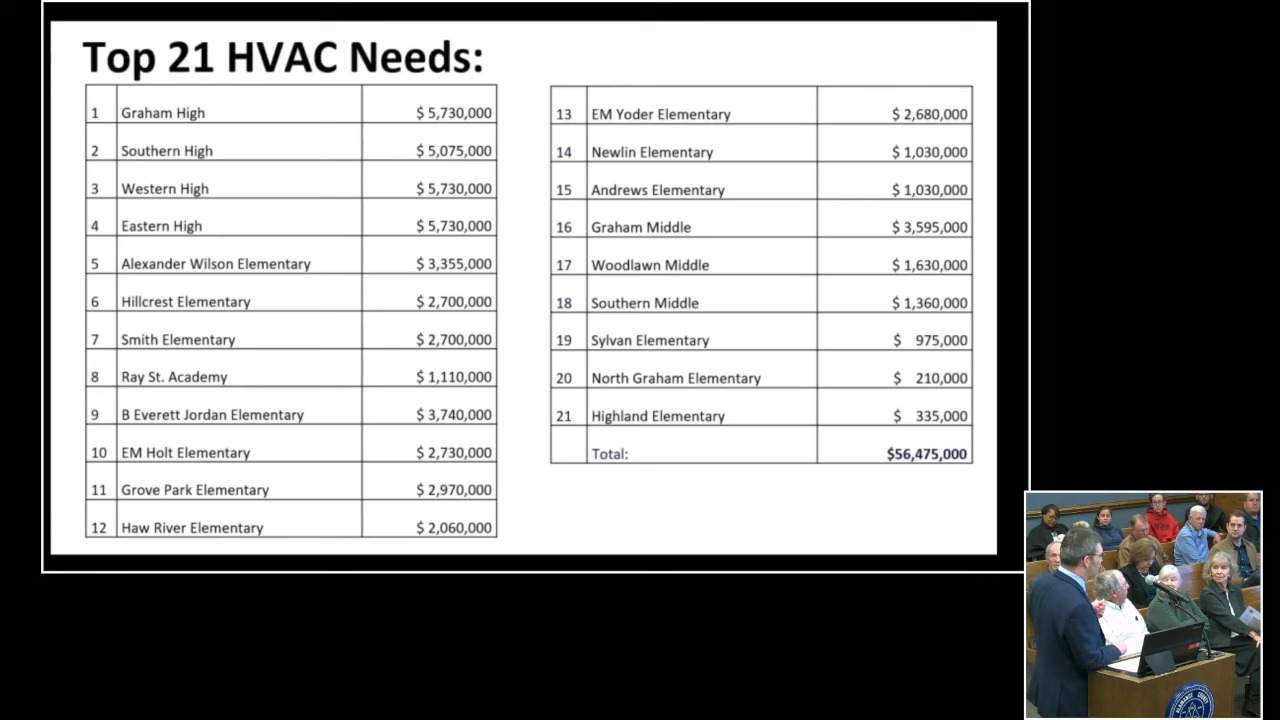 Top 21 HVAC Needs:
1 Graham High $ 5,730,000
2 Southern High $ 5,075,000
3 Western High $ 5,730,000
4 Eastern High $ 5,730,000
5 Alexander Wilson Elementary $ 3,355,000
6 Hillcrest Elementary $ 2,700,000
7 Smith Elementary $ 2,700,000
8 Ray St. Academy $ 1,110,000
9 B Everett Jordan Elementary $ 3,740,000
10 EM Holt Elementary $ 2,730,000
11 Grove Park Elementary $ 2,970,000
12 Haw River Elementary $ 2,060,000
13 EM Yoder Elementary $ 2,680,000
14 Newlin Elementary $ 1,030,000
15 Andrews Elementary $ 1,030,000
16 Graham Middle $ 3,595,000
17 Woodlawn Middle $ 1,630,000
18 Southern Middle $ 1,360,000
19 Sylvan Elementary $ 975,000
20 North Graham Elementary $ 210,000
21 Highland Elementary $ 335,000
Total: $56,475,000
ALAMANCE COUNTY